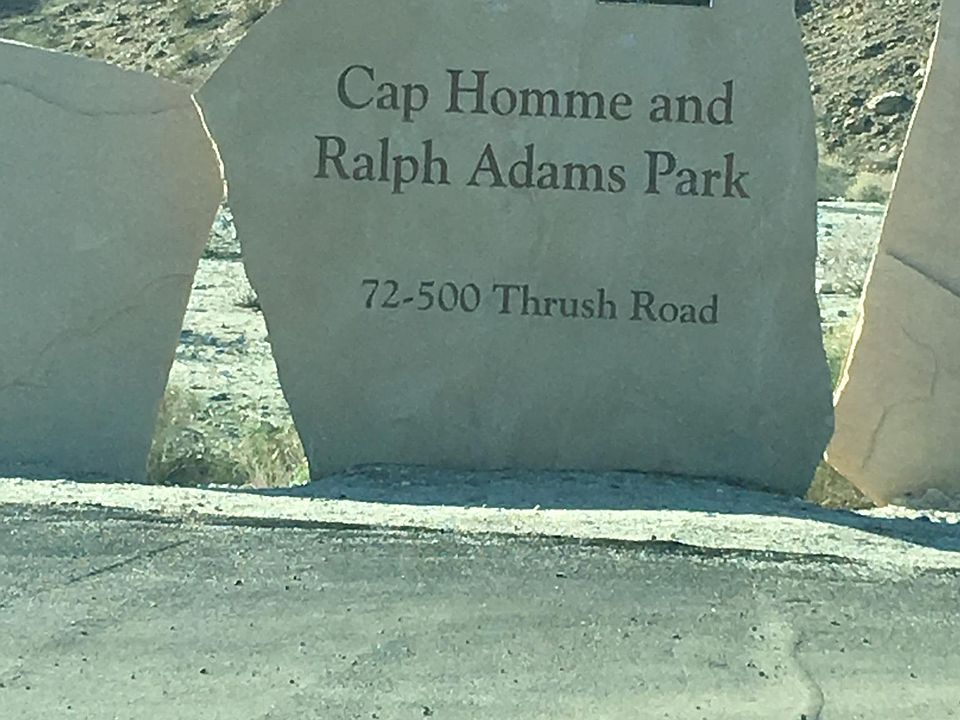 Cap Homme and
Ralph Adams Park
72-500 Thrush Road